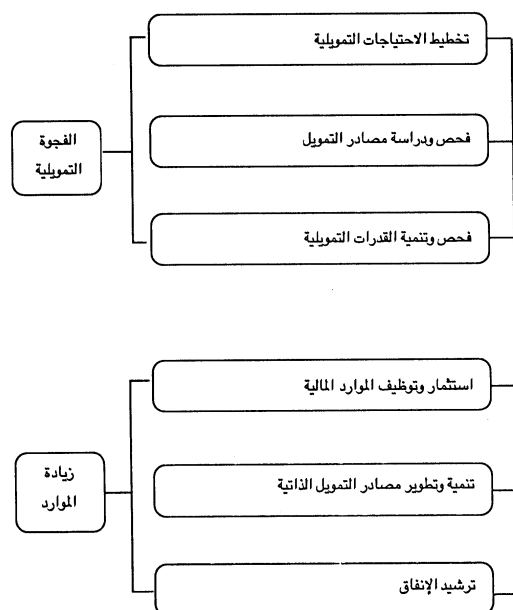 تخطيط الاحتياجات التمويلية
فحص ودراسة مصادر التمويل
فحص وتنمية القدرات التمويلية
الفجوة
التمويلية
استثمار وتوظيف الموارد المالية
تنمية وتطوير مصادر التمويل الذاتية
ترشيد الإنفاق
زيادة
الموارد